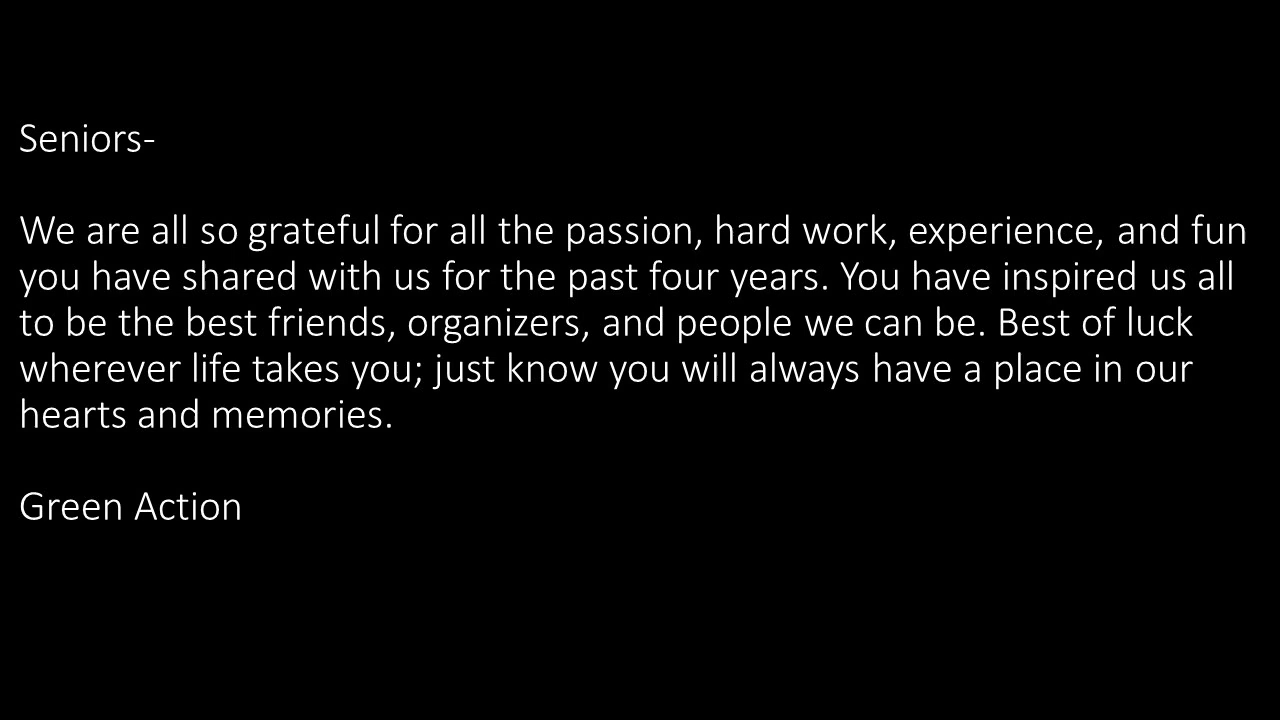 Seniors-
We are all so grateful for all the passion, hard work, experience, and fun
you have shared with us for the past four years. You have inspired us all
to be the best friends, organizers, and people we can be. Best of luck
wherever life takes you; just know you will always have a place in our
hearts and memories.
Green Action